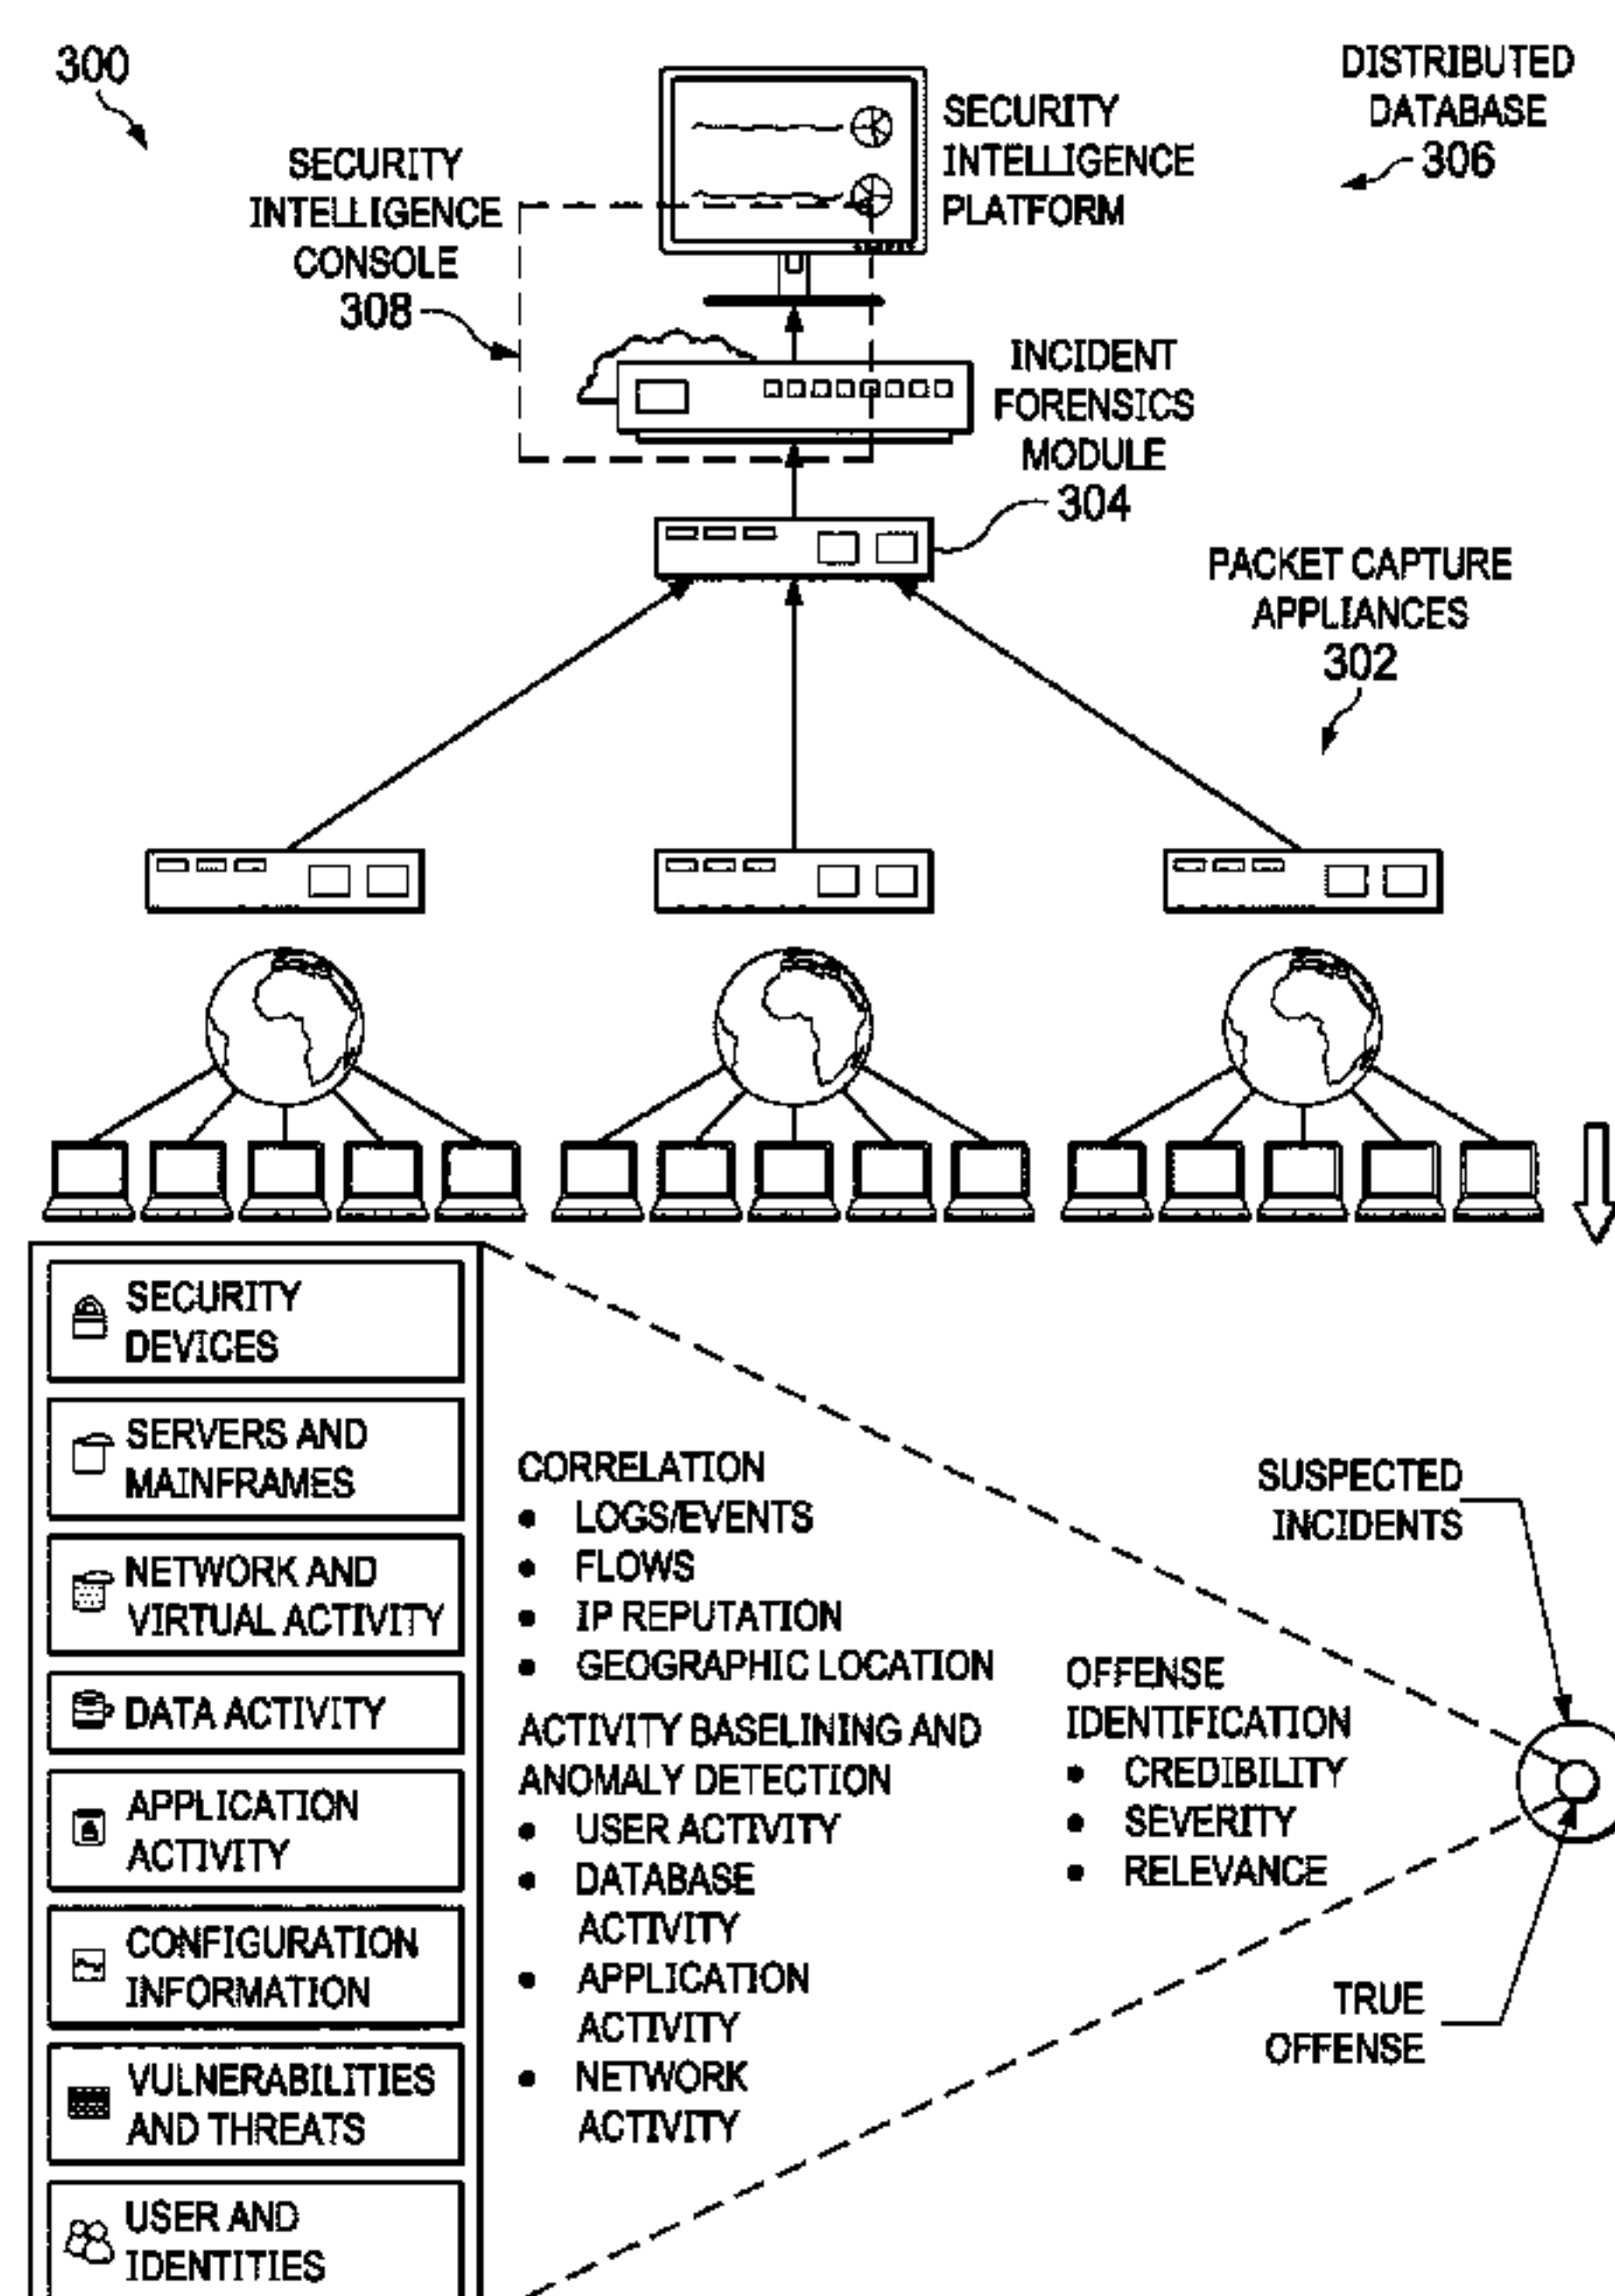 300
DISTRIBUTED
DATABASE
306
SECURITY
INTELLIGENCE
PLATFORM
SECURITY
INTELLIGENCE
CONSOLE
308
INCIDENT
FORENSICS
MODULE
304
PACKET CAPTURE
APPLIANCES
302
SECURITY
DEVICES
SERVERS AND
MAINFRAMES
NETWORK AND
VIRTUAL ACTIVITY
DATA ACTIVITY
APPLICATION
ACTIVITY
CONFIGURATION
INFORMATION
VULNERABILITIES
AND THREATS
USER AND
IDENTITIES
CORRELATION
• LOGS/EVENTS
• FLOWS
• IP REPUTATION
• GEOGRAPHIC LOCATION
ACTIVITY BASELINING AND
ANOMALY DETECTION
• USER ACTIVITY
• DATABASE
ACTIVITY
• APPLICATION
ACTIVITY
• NETWORK
ACTIVITY
OFFENSE
IDENTIFICATION
• CREDIBILITY
• SEVERITY
• RELEVANCE
SUSPECTED
INCIDENTS
TRUE
OFFENSE